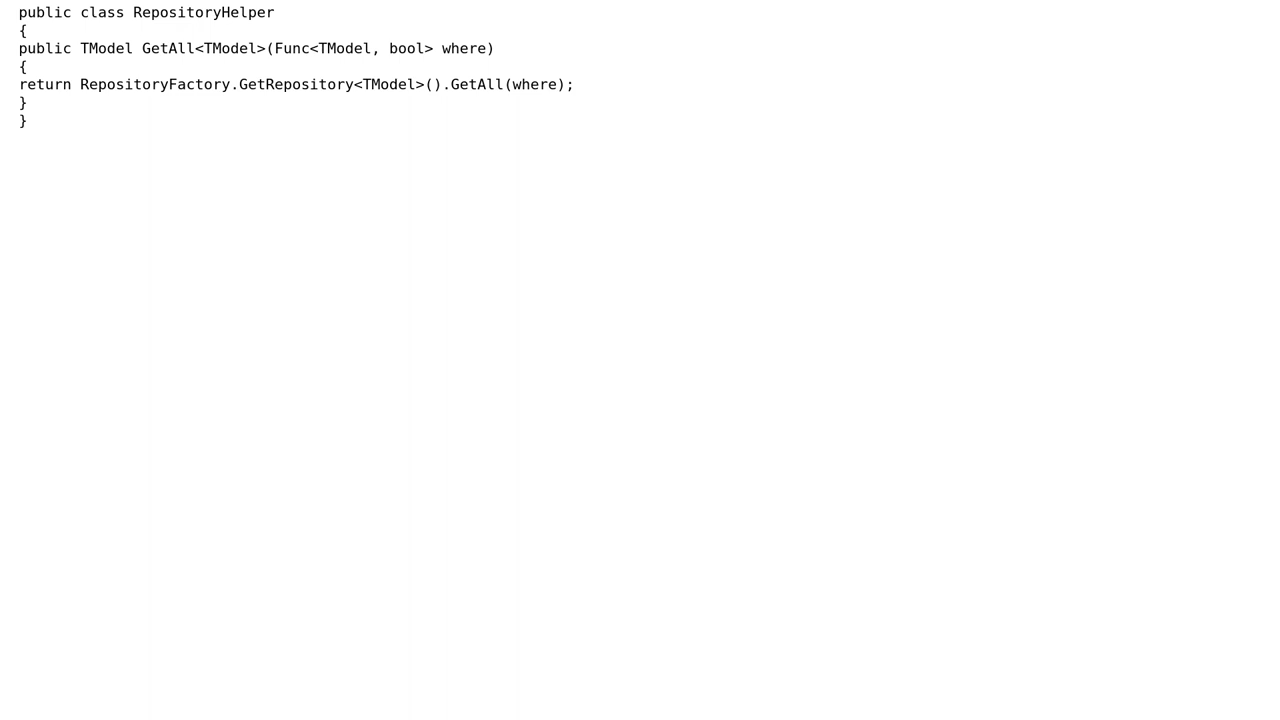 public class RepositoryHelper
{
public TModel GetAll<TModel>(Func<TModel, bool> where)
{
return RepositoryFactory.GetRepository<TModel>().GetAll(where);
}
}